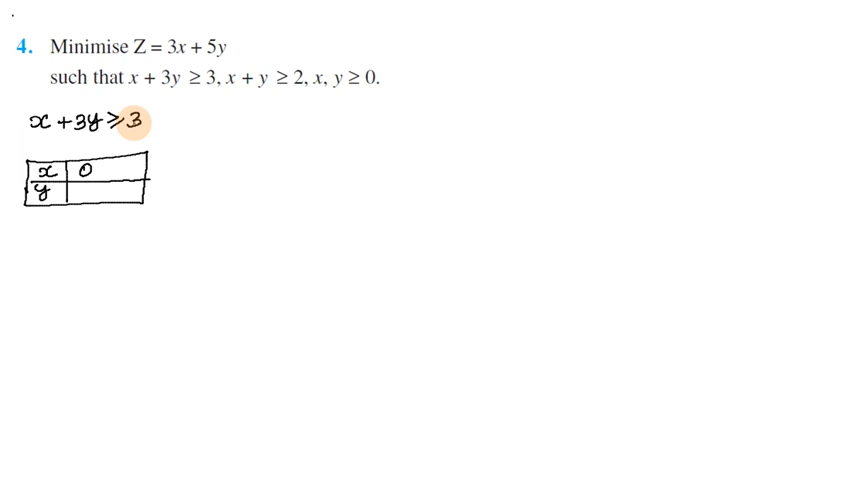 4. Minimise Z = 3x + 5y
such that x + 3y ≥ 3, x + y ≥ 2, x, y ≥ 0.
x + 3y ≥ 3
x 0
y